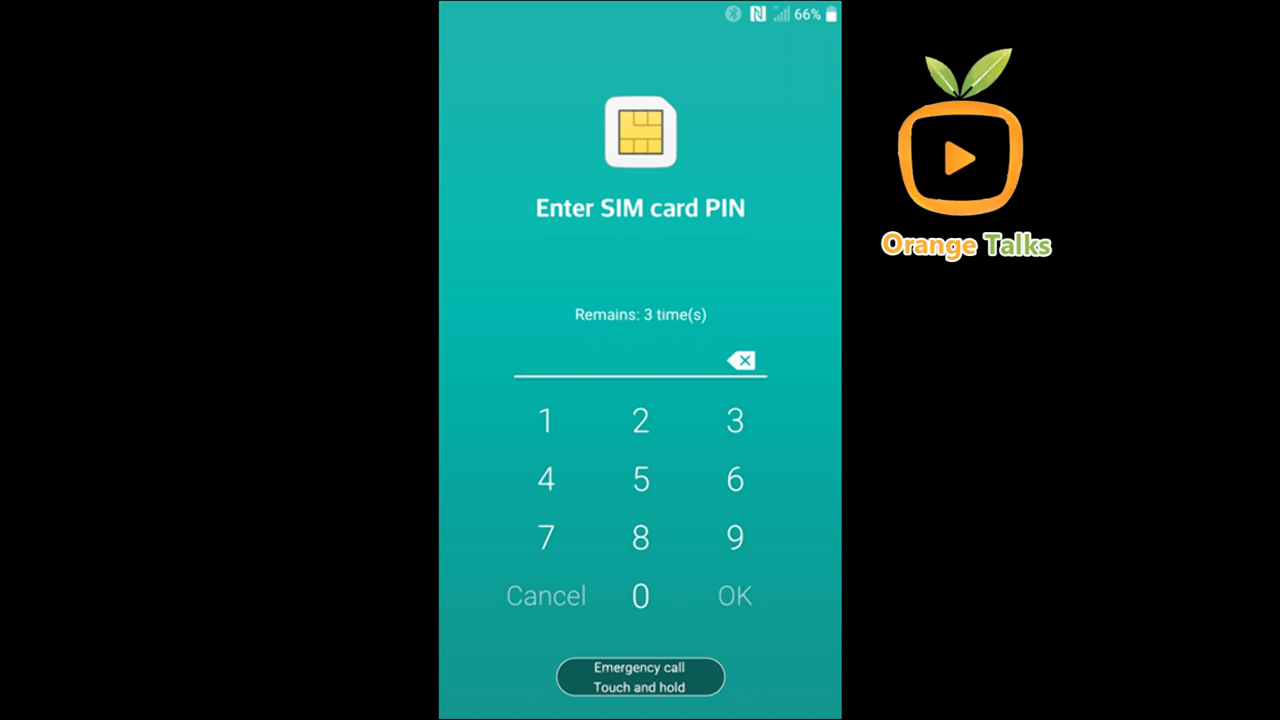 66%
Enter SIM card PIN
Orange Talks
Remains: 3 time(s)
1 2 3
4 5 6
7 8 9
Cancel 0 OK
Emergency call
Touch and hold